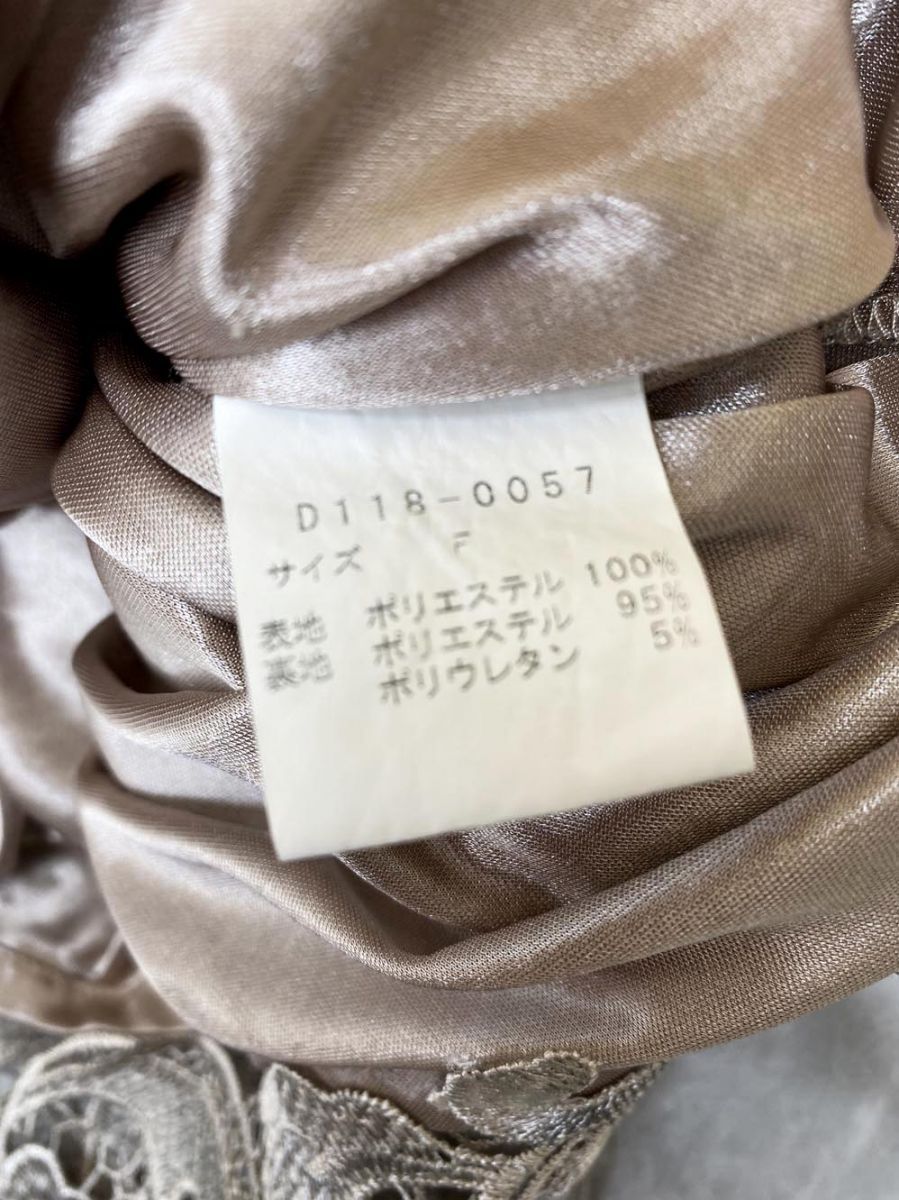 D118-0057
サイズ F
表地 ポリエステル 100%
裏地 ポリエステル 95%
ポリウレタン 5%